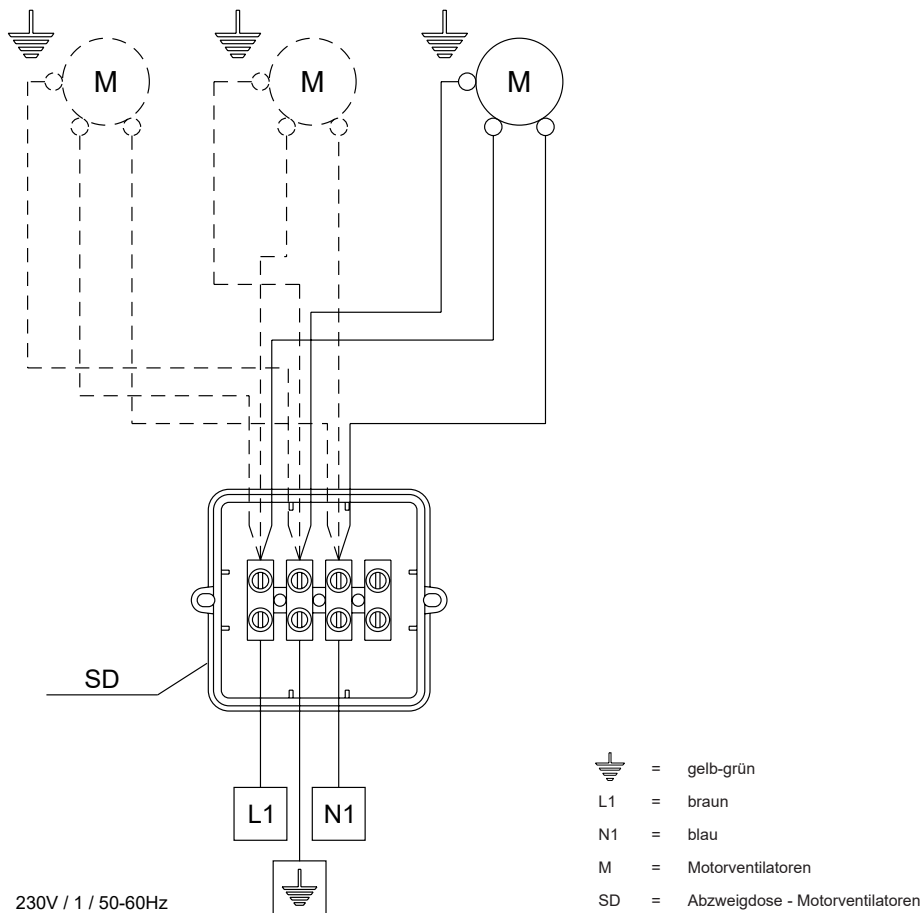 M M M
SD
L1 N1
230V / 1 / 50-60Hz
= gelb-grün
L1 = braun
N1 = blau
M = Motorventilatoren
SD = Abzweigdose - Motorventilatoren